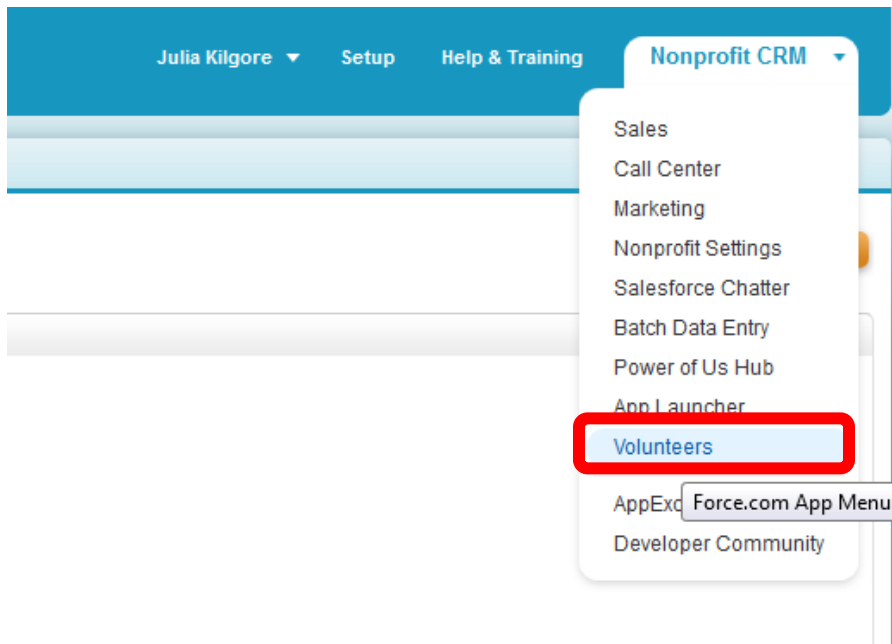 Julia Kilgore Setup Help & Training Nonprofit CRM
Sales
Call Center
Marketing
Nonprofit Settings
Salesforce Chatter
Batch Data Entry
Power of Us Hub
App Launcher
Volunteers
AppExc Force.com App Menu
Developer Community